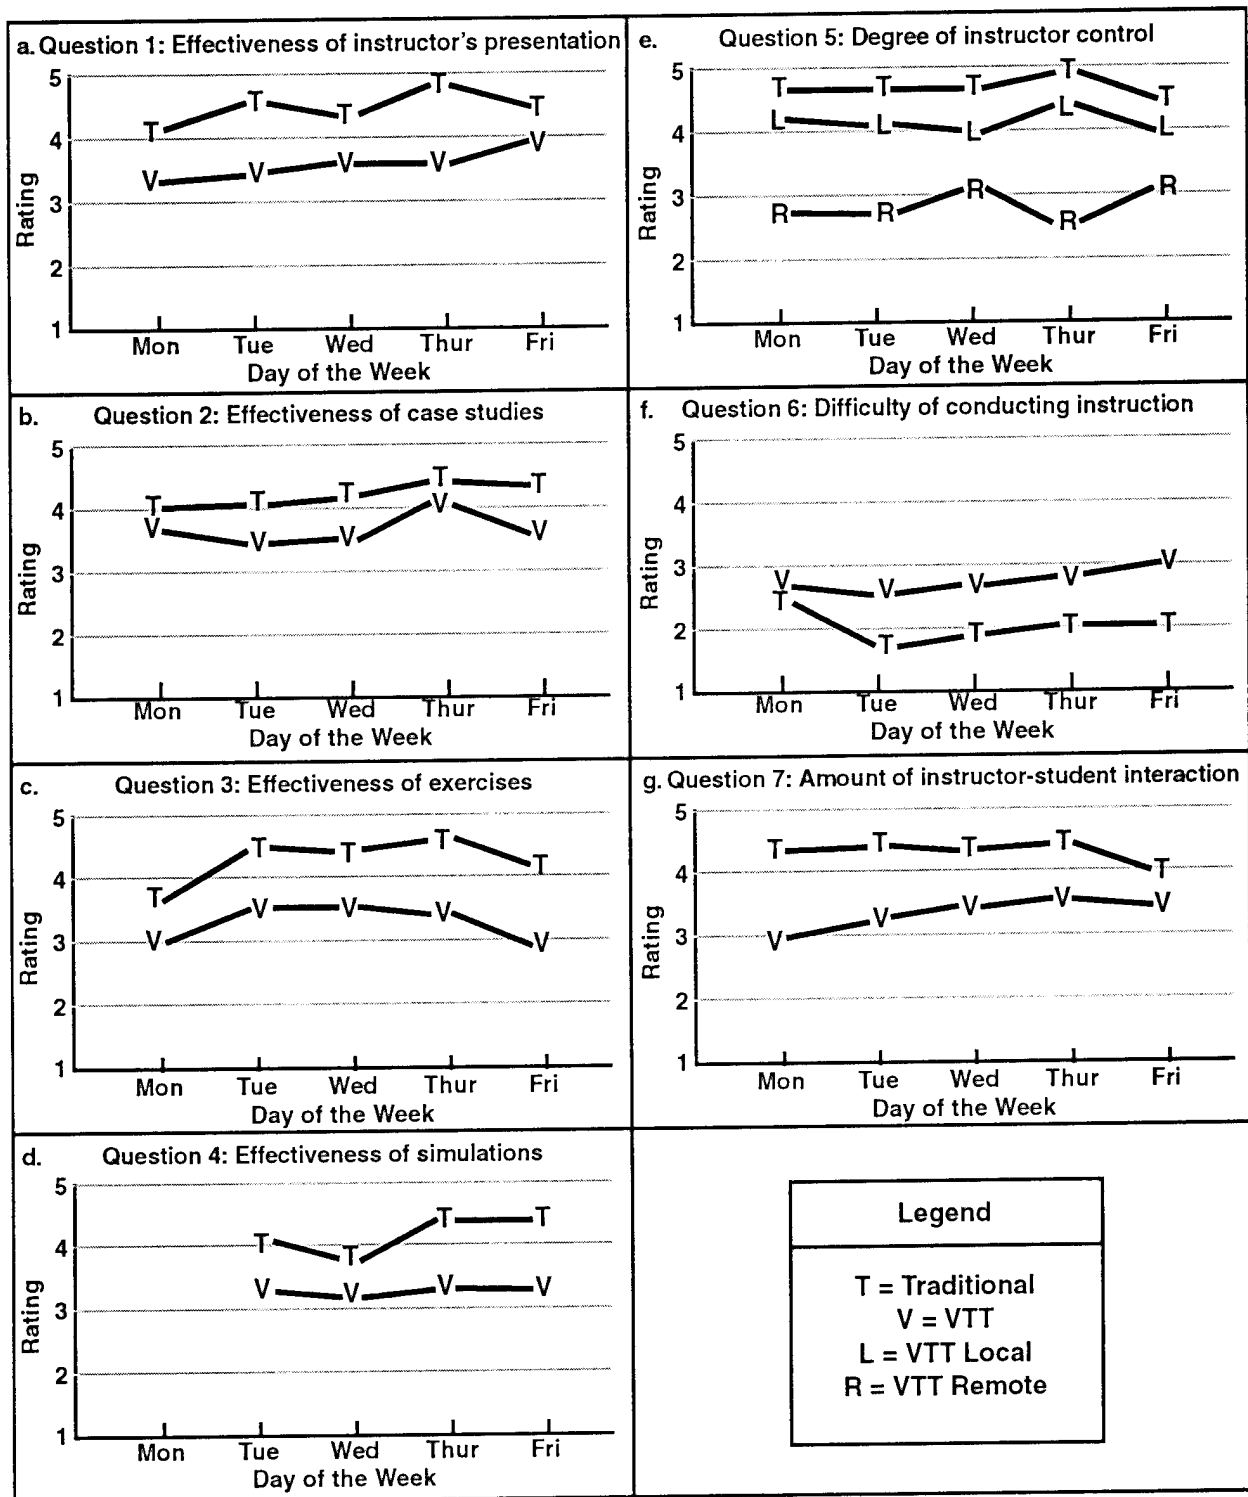 a. Question 1: Effectiveness of instructor's presentation
5
4
3
2
1
Rating
T T T T T
V V V V V
Mon Tue Wed Thur Fri
Day of the Week
b. Question 2: Effectiveness of case studies
5
4
3
2
1
Rating
T T T T T
V V V V V
Mon Tue Wed Thur Fri
Day of the Week
c. Question 3: Effectiveness of exercises
5
4
3
2
1
Rating
T T T T T
V V V V V
Mon Tue Wed Thur Fri
Day of the Week
d. Question 4: Effectiveness of simulations
5
4
3
2
1
Rating
T T T T
V V V V
Mon Tue Wed Thur Fri
Day of the Week
e. Question 5: Degree of instructor control
5
4
3
2
1
Rating
T T T T T
L L L L L
R R R R R
Mon Tue Wed Thur Fri
Day of the Week
f. Question 6: Difficulty of conducting instruction
5
4
3
2
1
Rating
V V V V V
T T T T T
Mon Tue Wed Thur Fri
Day of the Week
g. Question 7: Amount of instructor-student interaction
5
4
3
2
1
Rating
T T T T T
V V V V V
Mon Tue Wed Thur Fri
Day of the Week
Legend
T = Traditional
V = VTT
L = VTT Local
R = VTT Remote